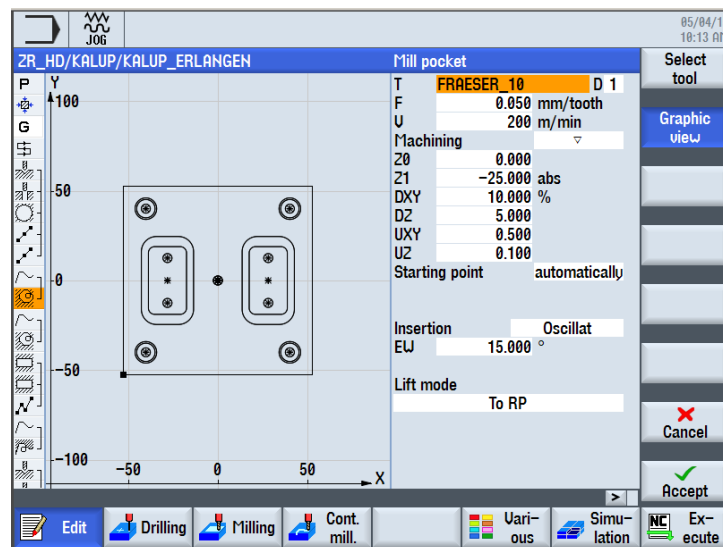 JOG
05/04/1
10:13 AM
ZR_HD/KALUP/KALUP_ERLANGEN
Mill pocket
Select
tool
P
G
Y
100
50
0
-50
-100
-50
0
50
X
T FRAESER_10 D 1
F 0.050 mm/tooth
V 200 m/min
Machining ▽
Z0 0.000
Z1 -25.000 abs
DXY 10.000 %
DZ 5.000
UXY 0.500
UZ 0.100
Starting point automatically
Insertion Oscillat
EW 15.000 °
Lift mode
To RP
Graphic
view
Cancel
Accept
>
Edit
Drilling
Milling
Cont.
mill.
Vari-
ous
Simu-
lation
NC
Ex-
ecute